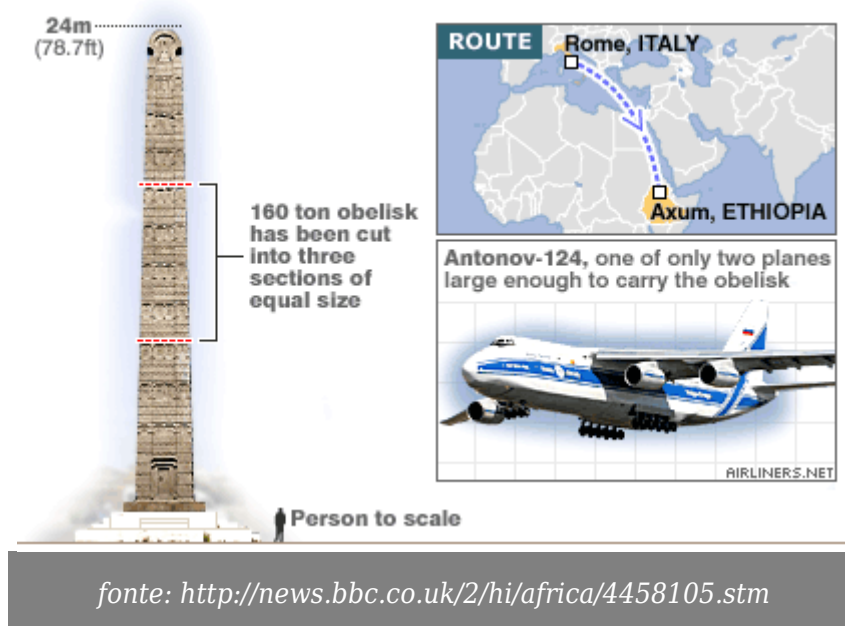 24m
(78.7ft)
160 ton obelisk
has been cut
into three
sections of
equal size
Person to scale
ROUTE
Rome, ITALY
Axum, ETHIOPIA
Antonov-124, one of only two planes
large enough to carry the obelisk
AIRLINERS.NET
fonte: http://news.bbc.co.uk/2/hi/africa/4458105.stm